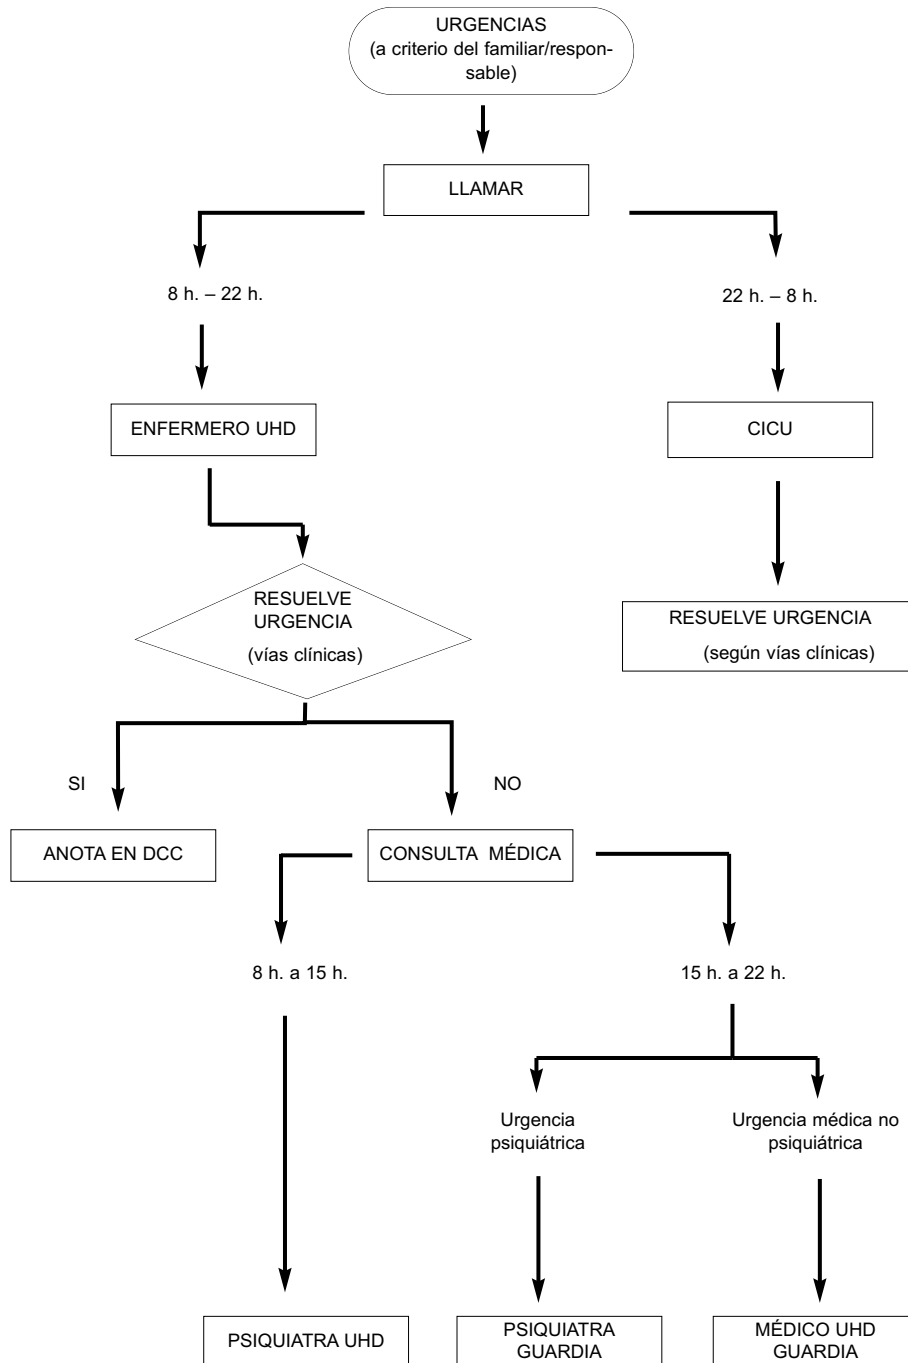 URGENCIAS
(a criterio del familiar/respon-
sable)
LLAMAR
8 h. – 22 h.
22 h. – 8 h.
ENFERMERO UHD
CICU
RESUELVE
URGENCIA
(vías clínicas)
RESUELVE URGENCIA
(según vías clínicas)
SI
NO
ANOTA EN DCC
CONSULTA MÉDICA
8 h. a 15 h.
15 h. a 22 h.
Urgencia
psiquiátrica
Urgencia médica no
psiquiátrica
PSIQUIATRA UHD
PSIQUIATRA
GUARDIA
MÉDICO UHD
GUARDIA